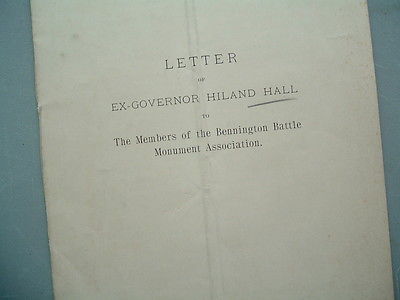 LETTER
OF
EX-GOVERNOR HILAND HALL
TO
The Members of the Bennington Battle
Monument Association.